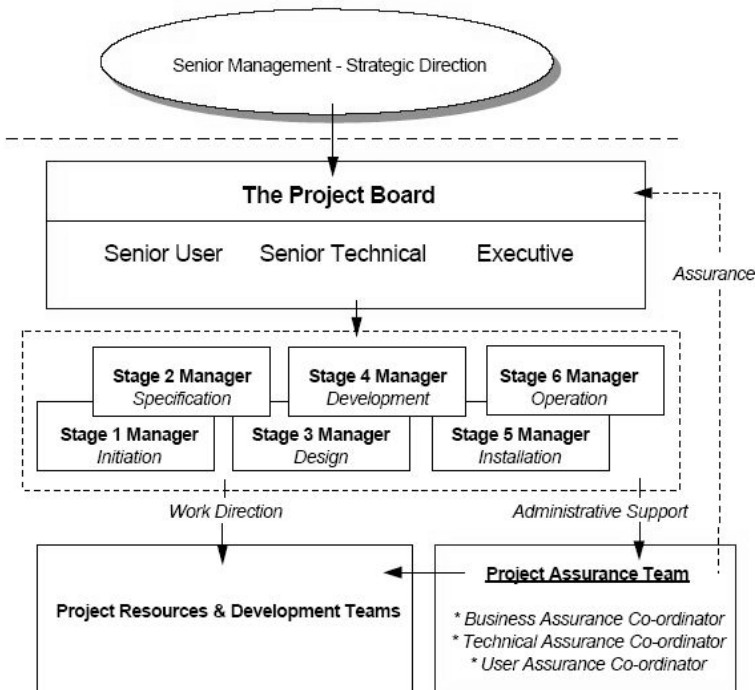 Senior Management - Strategic Direction
The Project Board
Senior User Senior Technical Executive
Assurance
Stage 2 Manager
Specification
Stage 4 Manager
Development
Stage 6 Manager
Operation
Stage 1 Manager
Initiation
Stage 3 Manager
Design
Stage 5 Manager
Installation
Work Direction
Administrative Support
Project Resources & Development Teams
Project Assurance Team
* Business Assurance Co-ordinator
* Technical Assurance Co-ordinator
* User Assurance Co-ordinator